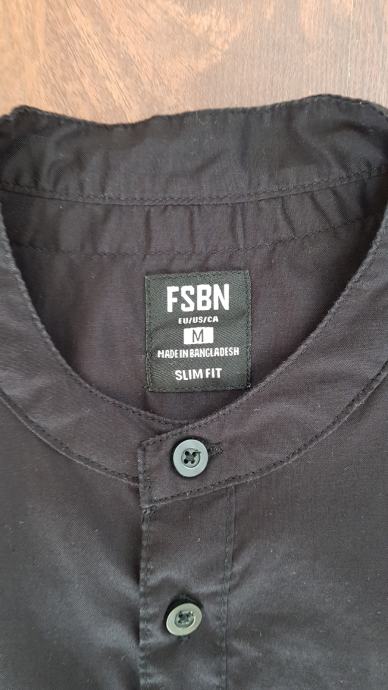 FSBN
EU/US/CA
M
MADE IN BANGLADESH
SLIM FIT